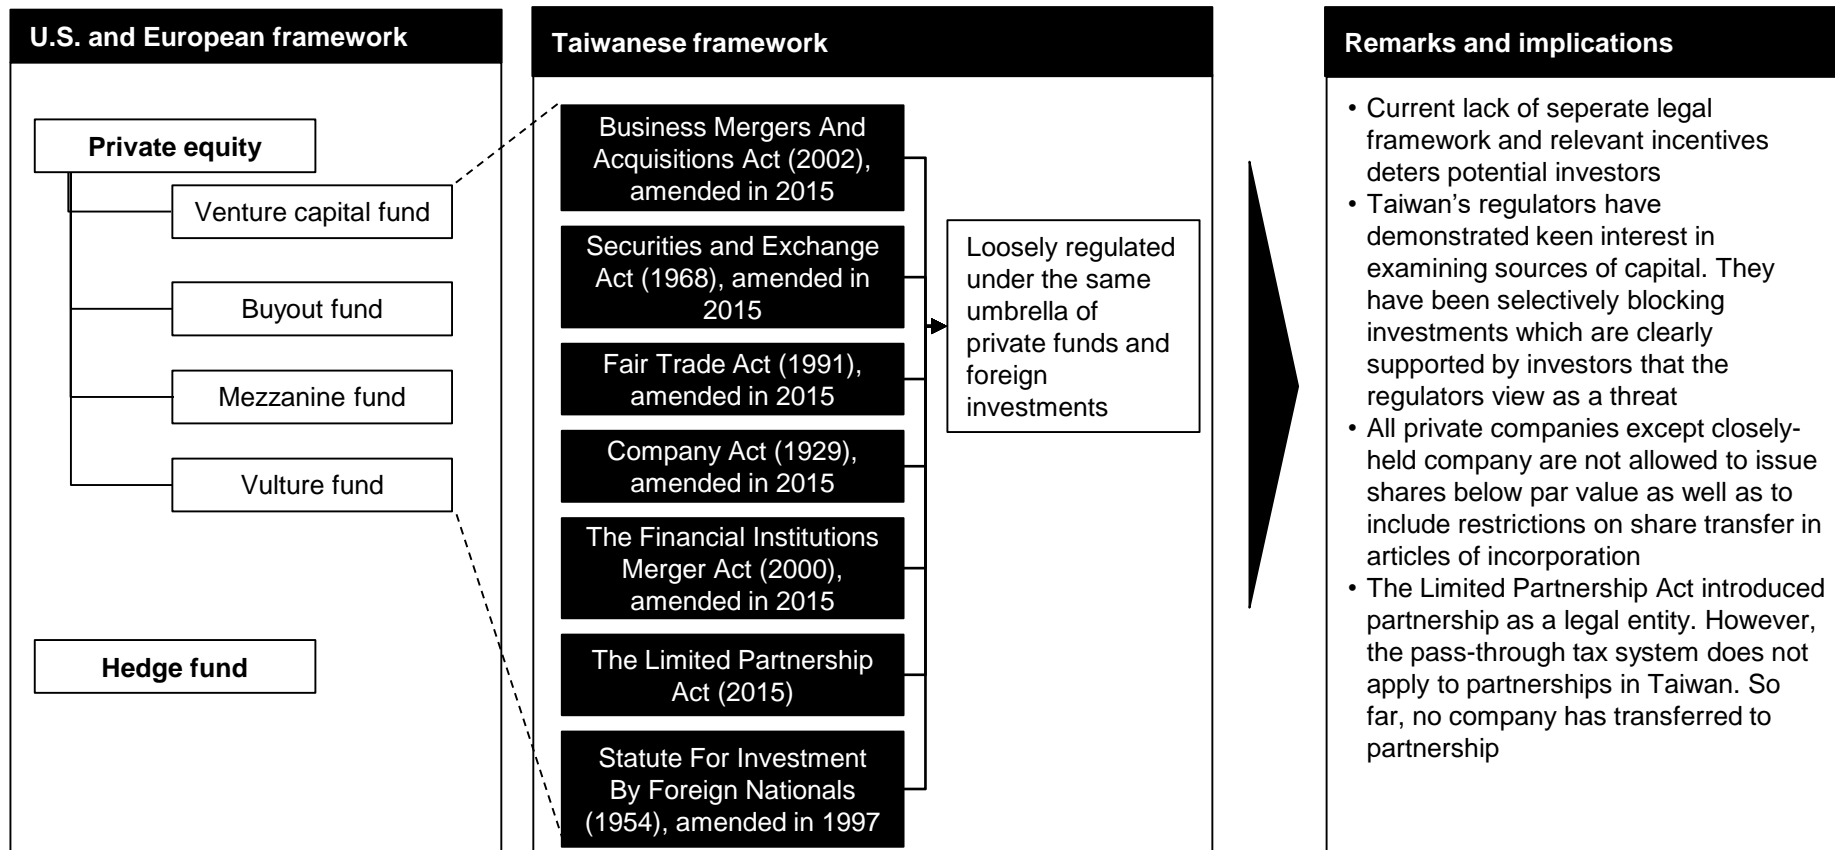 U.S. and European framework
Private equity
Venture capital fund
Buyout fund
Mezzanine fund
Vulture fund
Hedge fund
Taiwanese framework
Business Mergers And
Acquisitions Act (2002),
amended in 2015
Securities and Exchange
Act (1968), amended in
2015
Fair Trade Act (1991),
amended in 2015
Company Act (1929),
amended in 2015
The Financial Institutions
Merger Act (2000),
amended in 2015
The Limited Partnership
Act (2015)
Statute For Investment
By Foreign Nationals
(1954), amended in 1997
Loosely regulated
under the same
umbrella of
private funds and
foreign
investments
Remarks and implications
• Current lack of seperate legal
framework and relevant incentives
deters potential investors
• Taiwan’s regulators have
demonstrated keen interest in
examining sources of capital. They
have been selectively blocking
investments which are clearly
supported by investors that the
regulators view as a threat
• All private companies except closely-
held company are not allowed to issue
shares below par value as well as to
include restrictions on share transfer in
articles of incorporation
• The Limited Partnership Act introduced
partnership as a legal entity. However,
the pass-through tax system does not
apply to partnerships in Taiwan. So
far, no company has transferred to
partnership